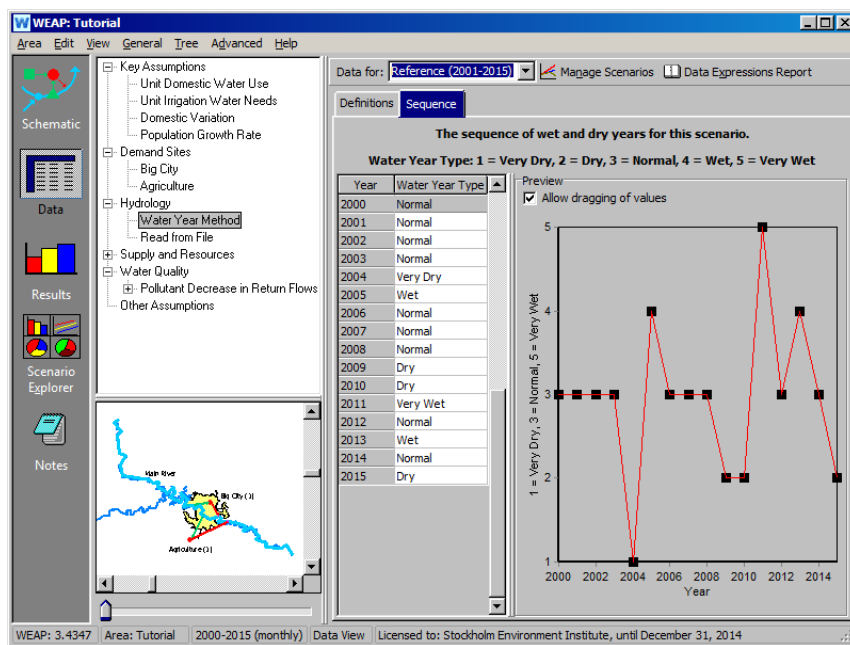 WEAP: Tutorial
Area Edit View General Tree Advanced Help
Schematic
Data
Results
Scenario
Explorer
Notes
Key Assumptions
Unit Domestic Water Use
Unit Irrigation Water Needs
Domestic Variation
Population Growth Rate
Demand Sites
Big City
Agriculture
Hydrology
Water Year Method
Read from File
Supply and Resources
Water Quality
Pollutant Decrease in Return Flows
Other Assumptions
Main River
Big City (1)
Agriculture (2)
Data for: Reference (2001-2015) Manage Scenarios Data Expressions Report
Definitions Sequence
The sequence of wet and dry years for this scenario.
Water Year Type: 1 = Very Dry, 2 = Dry, 3 = Normal, 4 = Wet, 5 = Very Wet
Year Water Year Type
2000 Normal
2001 Normal
2002 Normal
2003 Normal
2004 Very Dry
2005 Wet
2006 Normal
2007 Normal
2008 Normal
2009 Dry
2010 Dry
2011 Very Wet
2012 Normal
2013 Wet
2014 Normal
2015 Dry
Preview
Allow dragging of values
1 = Very Dry, 3 = Normal, 5 = Very Wet
5
4
3
2
1
2000 2002 2004 2006 2008 2010 2012 2014
Year
WEAP: 3.4347 Area: Tutorial 2000-2015 (monthly) Data View Licensed to: Stockholm Environment Institute, until December 31, 2014